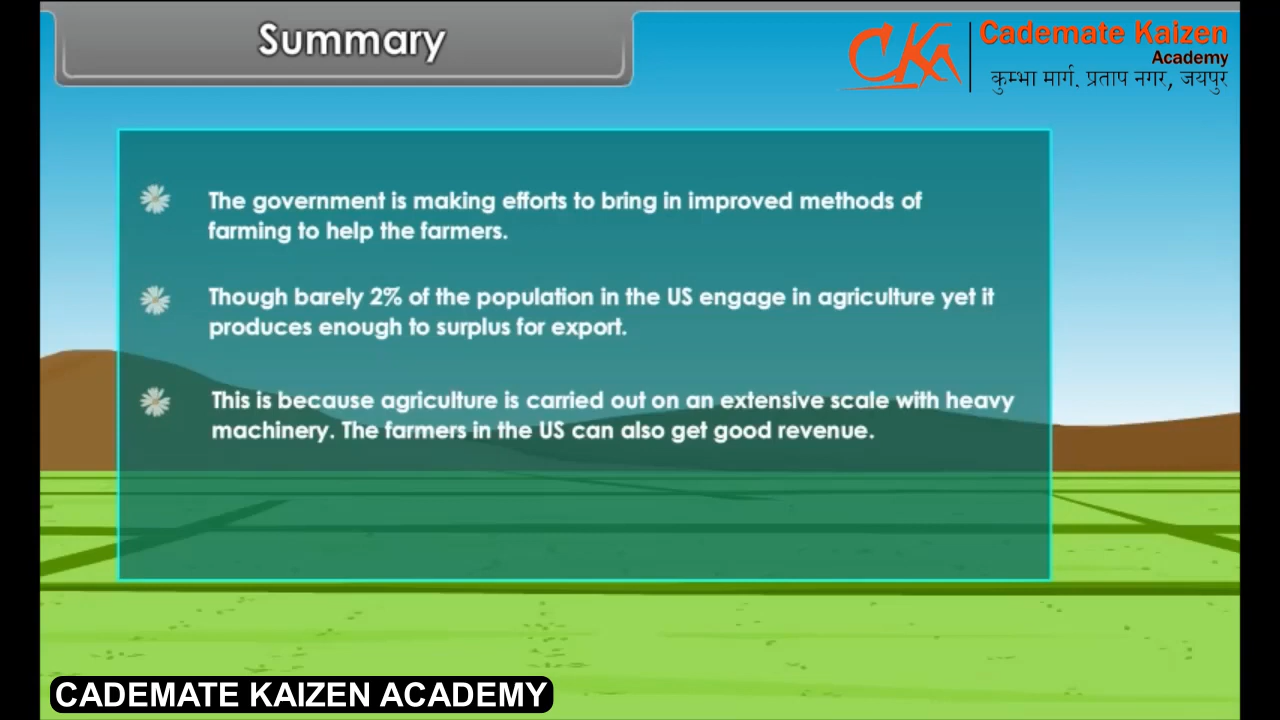 Summary
CKA
Cademate Kaizen
Academy
कुम्भा मार्ग, प्रताप नगर, जयपुर
The government is making efforts to bring in improved methods of
farming to help the farmers.
Though barely 2% of the population in the US engage in agriculture yet it
produces enough to surplus for export.
This is because agriculture is carried out on an extensive scale with heavy
machinery. The farmers in the US can also get good revenue.
CADEMATE KAIZEN ACADEMY